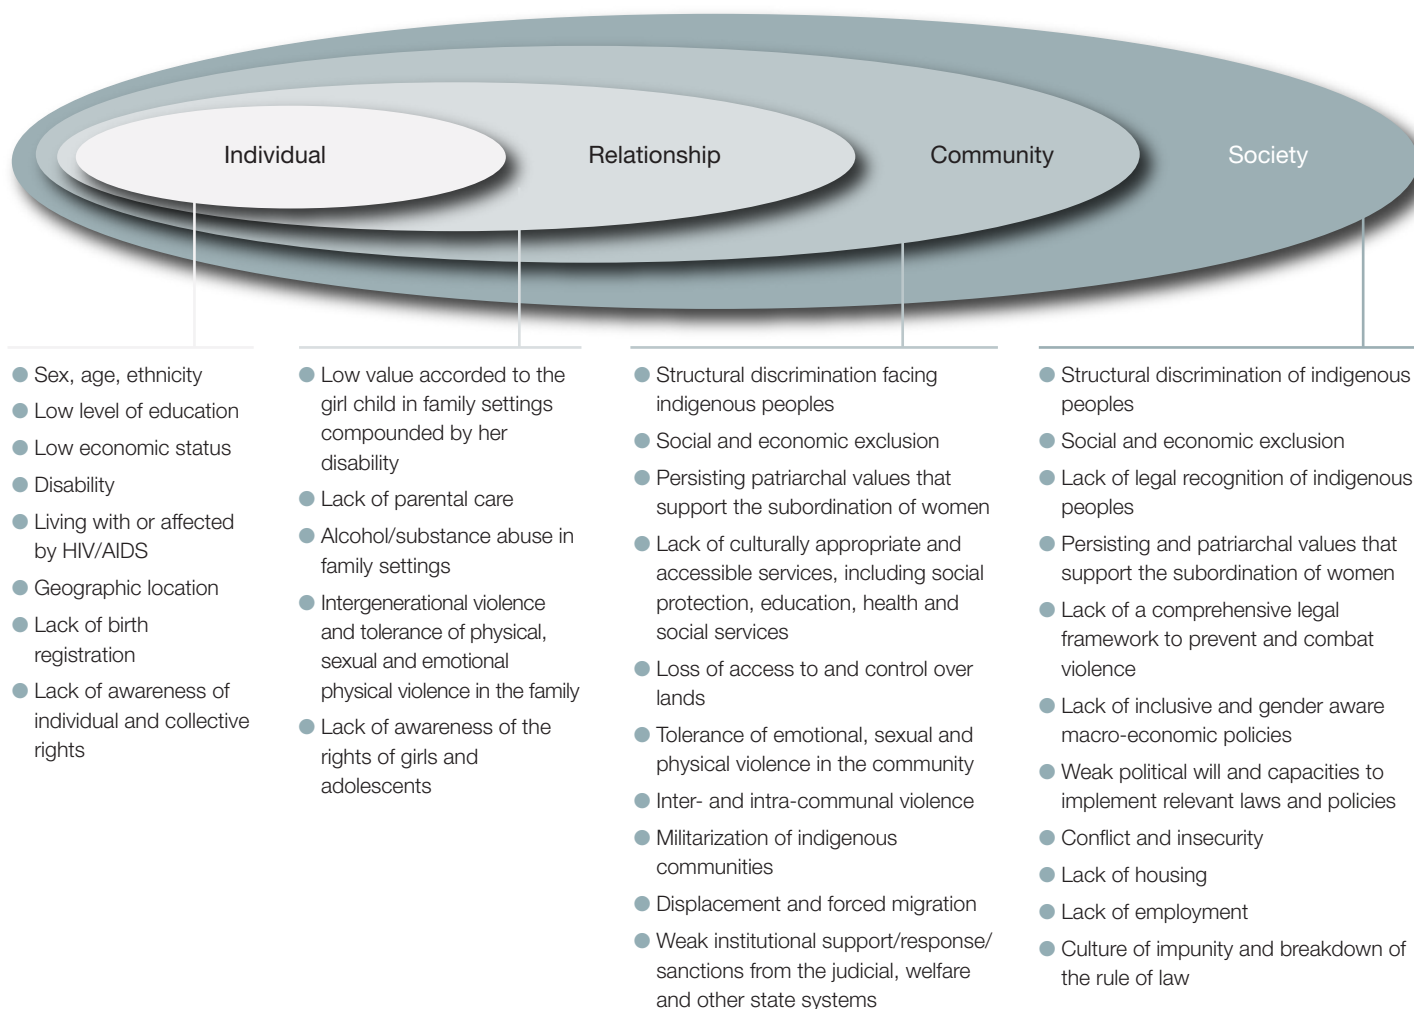 Individual
Relationship
Community
Society
Sex, age, ethnicity
Low level of education
Low economic status
Disability
Living with or affected
by HIV/AIDS
Geographic location
Lack of birth
registration
Lack of awareness of
individual and collective
rights
Low value accorded to the
girl child in family settings
compounded by her
disability
Lack of parental care
Alcohol/substance abuse in
family settings
Intergenerational violence
and tolerance of physical,
sexual and emotional
physical violence in the family
Lack of awareness of the
rights of girls and
adolescents
Structural discrimination facing
indigenous peoples
Social and economic exclusion
Persisting patriarchal values that
support the subordination of women
Lack of culturally appropriate and
accessible services, including social
protection, education, health and
social services
Loss of access to and control over
lands
Tolerance of emotional, sexual and
physical violence in the community
Inter- and intra-communal violence
Militarization of indigenous
communities
Displacement and forced migration
Weak institutional support/response/
sanctions from the judicial, welfare
and other state systems
Structural discrimination of indigenous
peoples
Social and economic exclusion
Lack of legal recognition of indigenous
peoples
Persisting and patriarchal values that
support the subordination of women
Lack of a comprehensive legal
framework to prevent and combat
violence
Lack of inclusive and gender aware
macro-economic policies
Weak political will and capacities to
implement relevant laws and policies
Conflict and insecurity
Lack of housing
Lack of employment
Culture of impunity and breakdown of
the rule of law